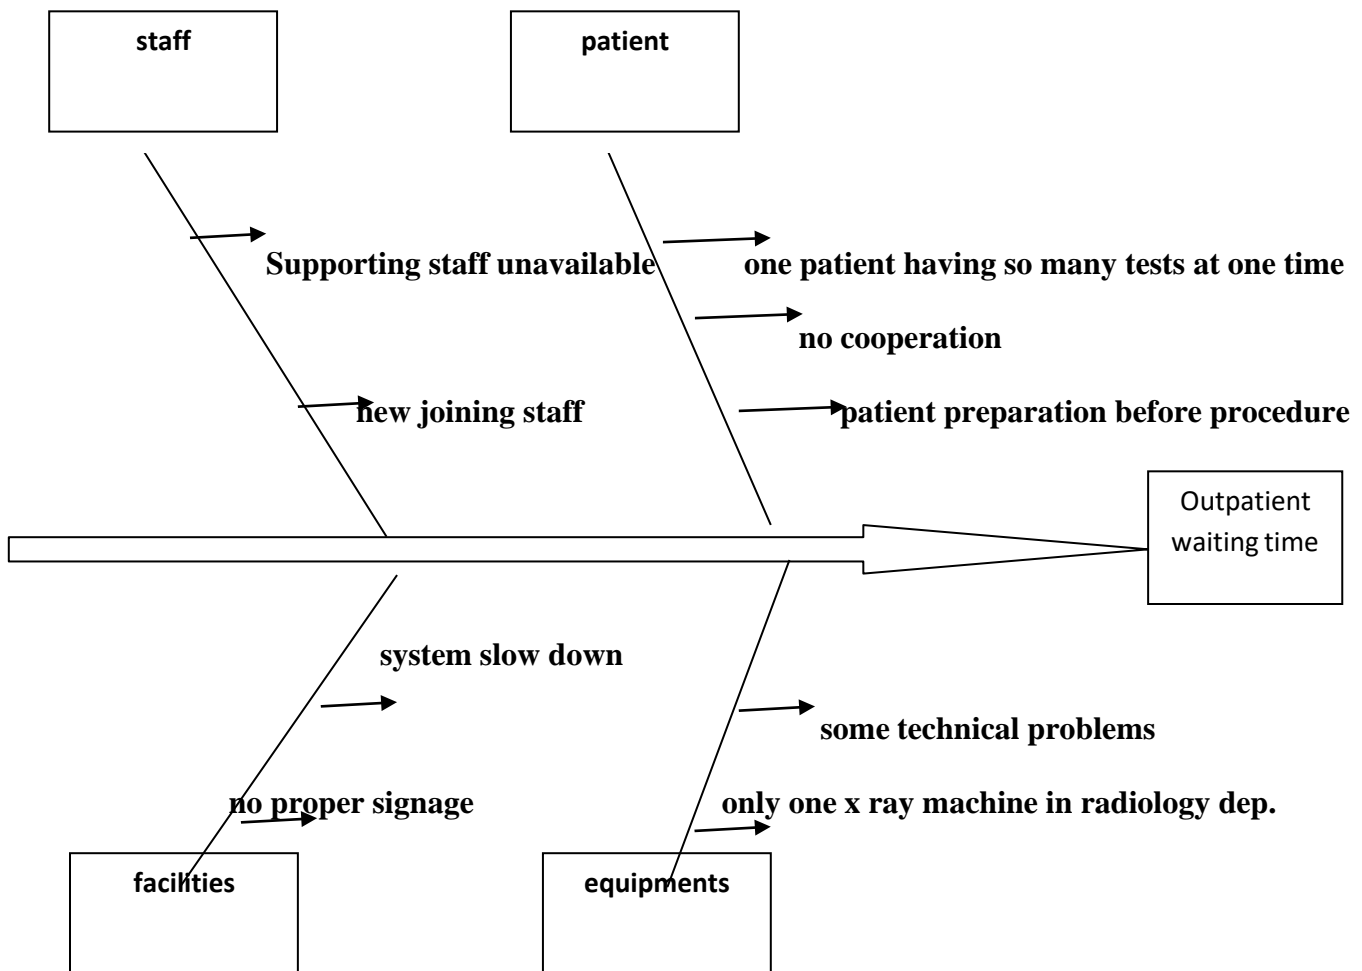 staff
patient
Supporting staff unavailable
one patient having so many tests at one time
no cooperation
new joining staff
patient preparation before procedure
Outpatient
waiting time
system slow down
some technical problems
no proper signage
only one x ray machine in radiology dep.
facilities
equipments